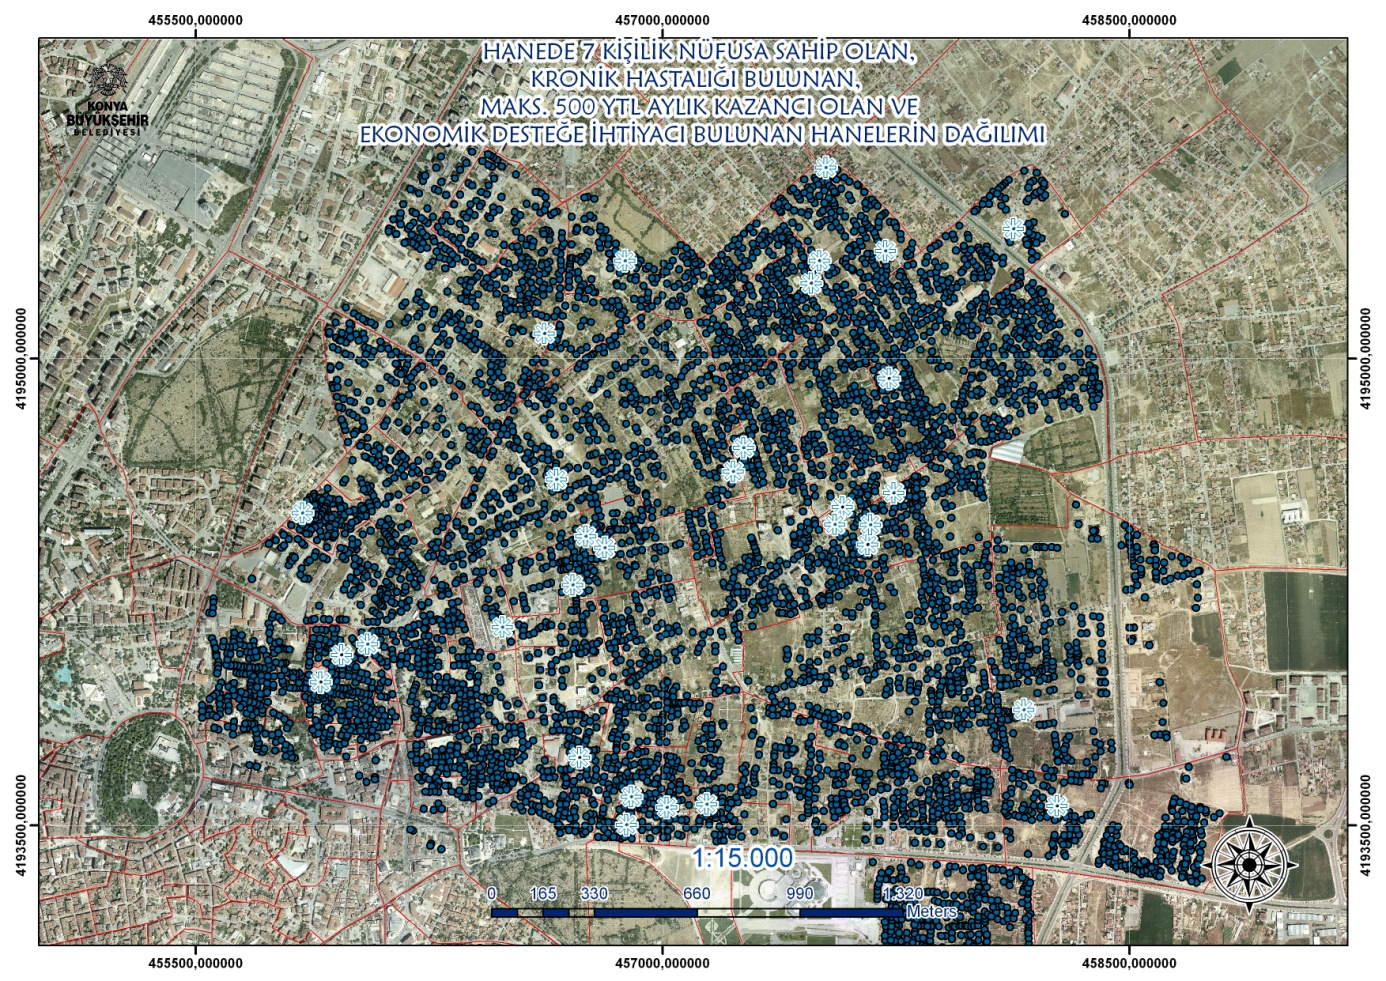 455500,000000 457000,000000 458500,000000
HANEDE 7 KİŞİLİK NÜFUSA SAHİP OLAN,
KRONİK HASTALIĞI BULUNAN,
MAKS. 500 YTL AYLIK KAZANCI OLAN VE
EKONOMİK DESTEĞE İHTİYACI BULUNAN HANELERİN DAĞILIMI
KONYA
BÜYÜKŞEHİR
BELEDİYESİ
4195000,000000 4195000,000000
4193500,000000 4193500,000000
1:15.000
0 165 330 660 990 1.320
Meters
455500,000000 457000,000000 458500,000000